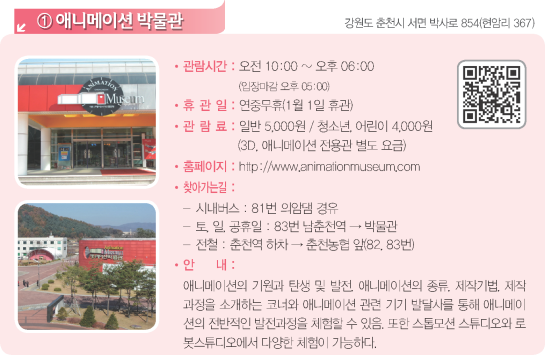 ① 애니메이션 박물관
강원도 춘천시 서면 박사로 854(현암리 367)
• 관람시간 : 오전 10:00 ~ 오후 06:00
(입장마감 오후 05:00)
• 휴 관 일 : 연중무휴(1월 1일 휴관)
• 관 람 료 : 일반 5,000원 / 청소년, 어린이 4,000원
(3D, 애니메이션 전용관 별도 요금)
• 홈페이지 : http://www.animationmuseum.com
• 찾아가는길 :
– 시내버스 : 81번 의암댐 경유
– 토, 일, 공휴일 : 83번 남춘천역 → 박물관
– 전철 : 춘천역 하차 → 춘천농협 앞(82, 83번)
• 안 내 :
애니메이션의 기원과 탄생 및 발전, 애니메이션의 종류, 제작기법, 제작
과정을 소개하는 코너와 애니메이션 관련 기기 발달사를 통해 애니메이
션의 전반적인 발전과정을 체험할 수 있음. 또한 스톱모션 스튜디오와 로
봇스튜디오에서 다양한 체험이 가능하다.
ANIMATION
Museum